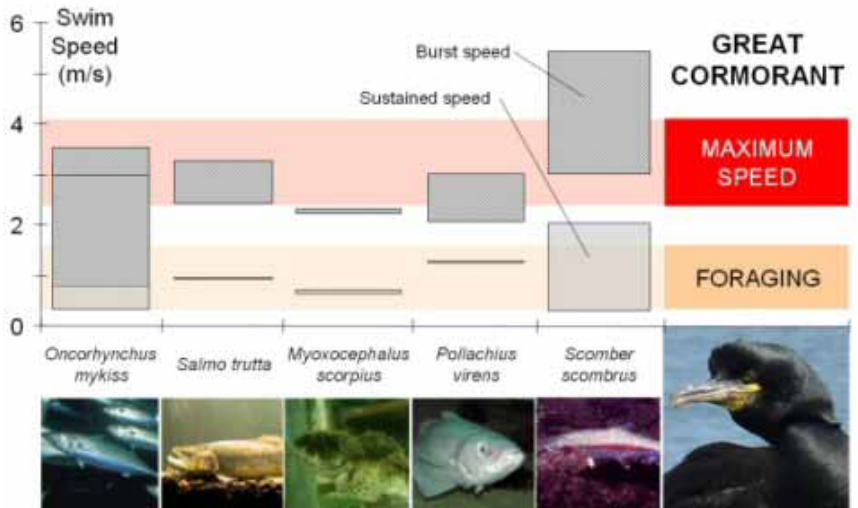 6
Swim
Speed
(m/s)
Burst speed
Sustained speed
GREAT
CORMORANT
4
MAXIMUM
SPEED
2
FORAGING
0
Oncorhynchus
mykiss
Salmo trutta
Myoxocephalus
scorpius
Pollachius
virens
Scomber
scombrus